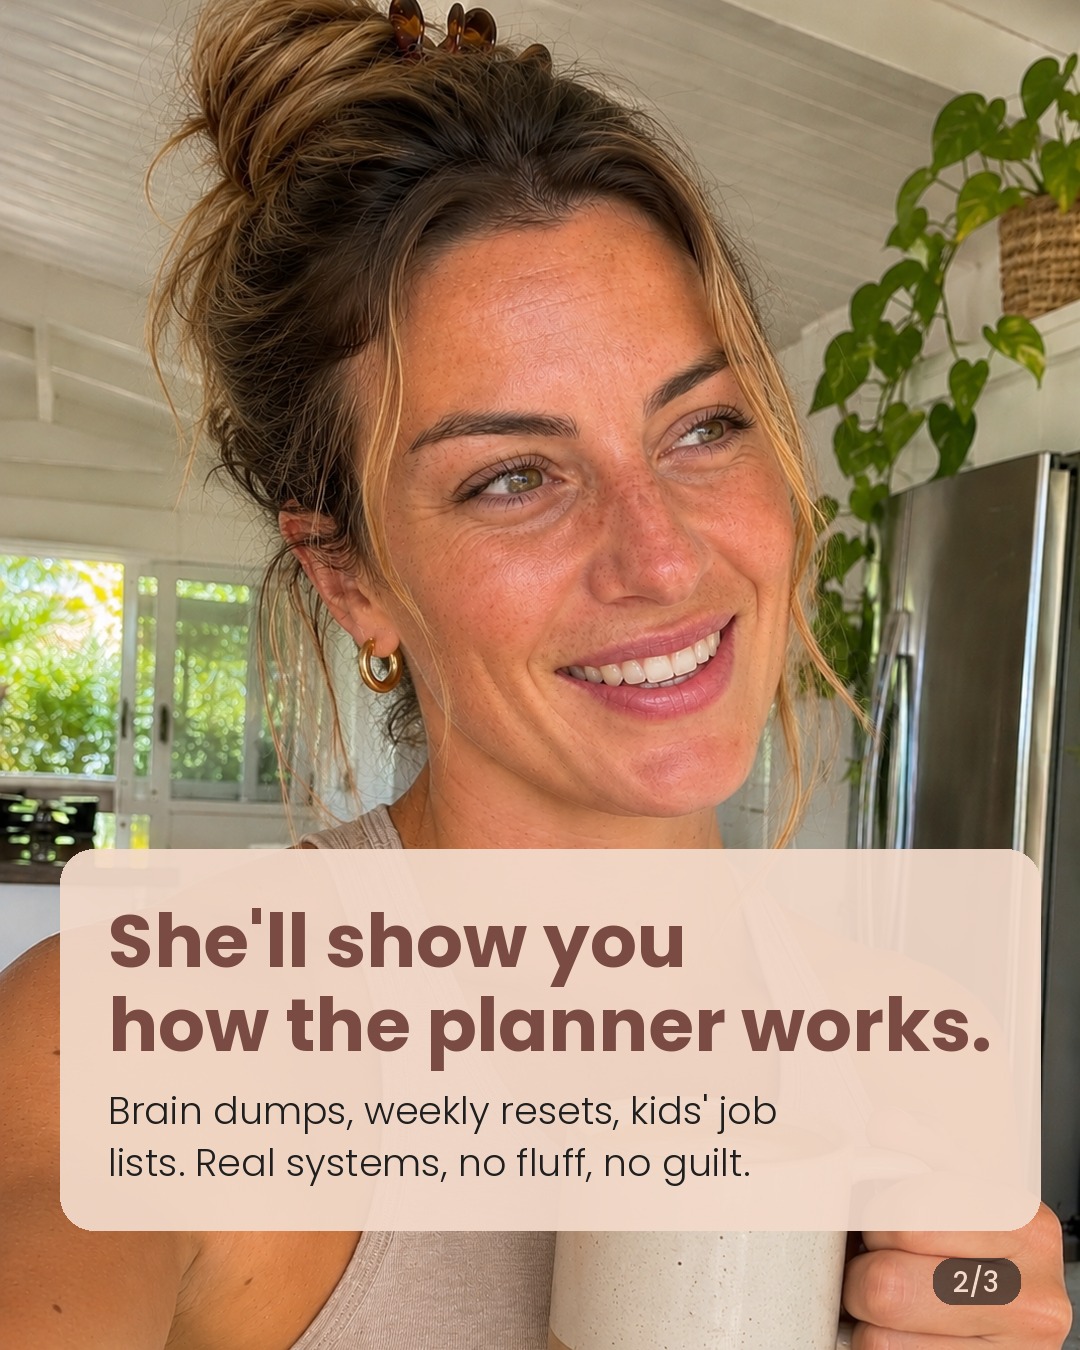 She'll show you
how the planner works.
Brain dumps, weekly resets, kids' job
lists. Real systems, no fluff, no guilt.
2/3